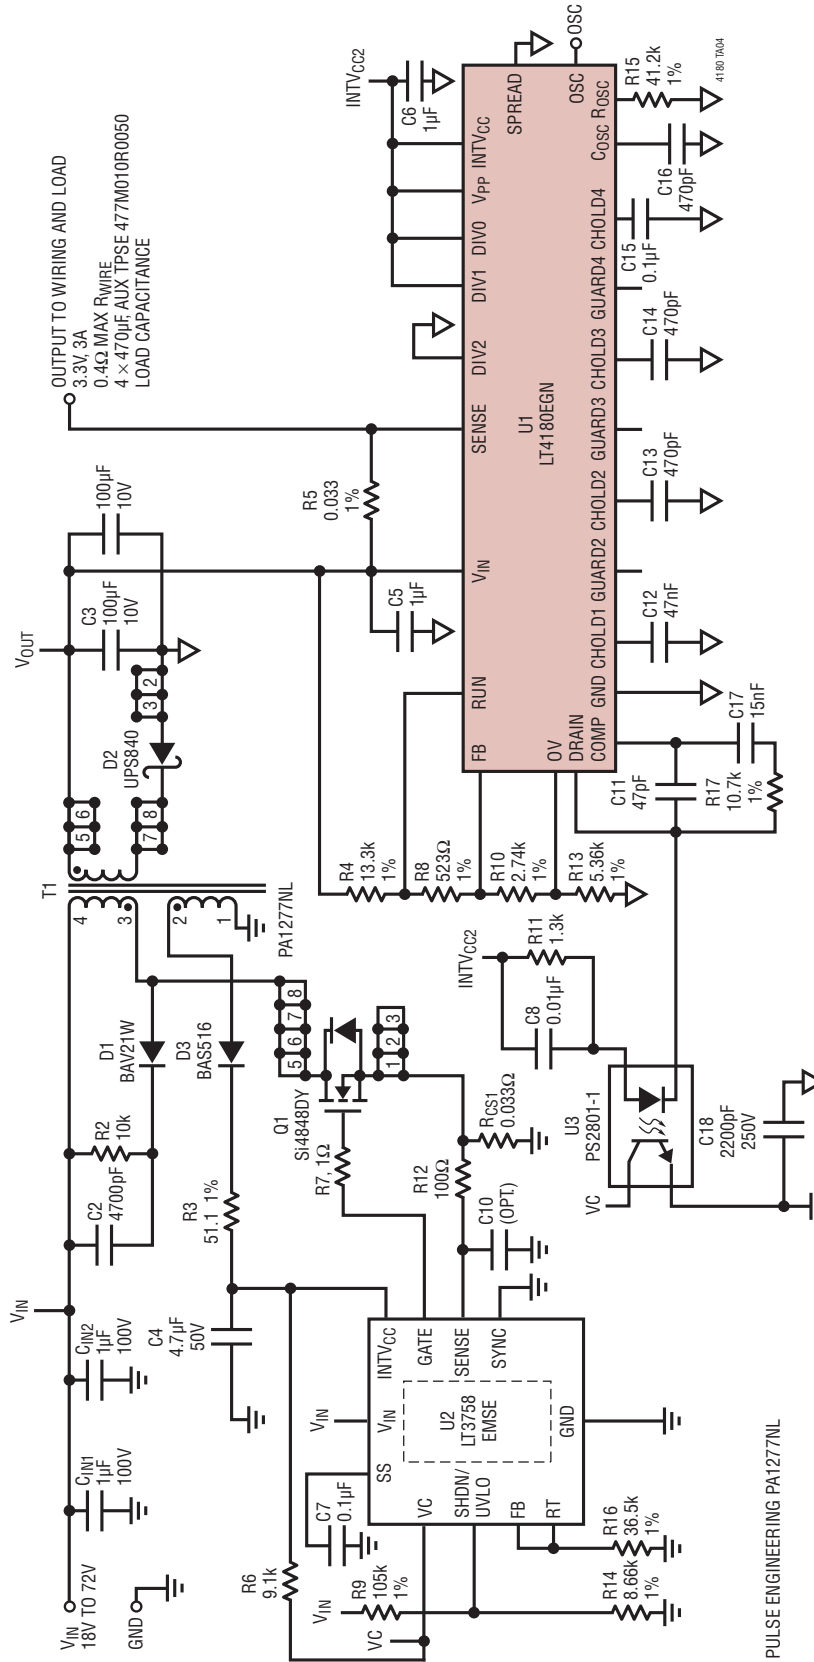 VIN
18V TO 72V
GND
CIN1
1µF
100V
CIN2
1µF
100V
VIN
C2
4700pF
R2
10k
D1
BAV21W
D3
BAS516
R3
51.1 1%
C4
4.7µF
50V
T1
4
3
2
1
PA1277NL
5 6
7 8
D2
UPS840
3 2
VOUT
C3
100µF
10V
100µF
10V
OUTPUT TO WIRING AND LOAD
3.3V, 3A
0.4Ω MAX RWIRE
4 × 470µF, AUX TPSE 477M010R0050
LOAD CAPACITANCE
R5
0.033
1%
C5
1µF
INTVCC2
C6
1µF
R6
9.1k
C7
0.1µF
VIN
R9
105k
1%
VC
R14
8.66k
1%
R16
36.5k
1%
VIN
SS
VIN
INTVCC
VC
GATE
SHDN/
UVLO
SENSE
FB
SYNC
RT
GND
U2
LT3758
EMSE
Q1
Si4848DY
5 6 7 8
1 2 3
R7, 1Ω
R12
100Ω
C10
(OPT.)
RCS1
0.033Ω
VC
U3
PS2801-1
C18
2200pF
250V
INTVCC2
C8
0.01µF
R11
1.3k
R4
13.3k
1%
R8
523Ω
1%
R10
2.74k
1%
R13
5.36k
1%
C11
47pF
R17
10.7k
1%
C17
15nF
FB
RUN
VIN
SENSE
DIV2
DIV1
DIV0
VPP
INTVCC
SPREAD
OSC
OSC
U1
LT4180EGN
OV
DRAIN
COMP
GND
CHOLD1
GUARD2
CHOLD2
GUARD3
CHOLD3
GUARD4
CHOLD4
COSC
ROSC
C12
47nF
C13
470pF
C14
470pF
C15
0.1µF
C16
470pF
R15
41.2k
1%
4180 TA04
PULSE ENGINEERING PA1277NL